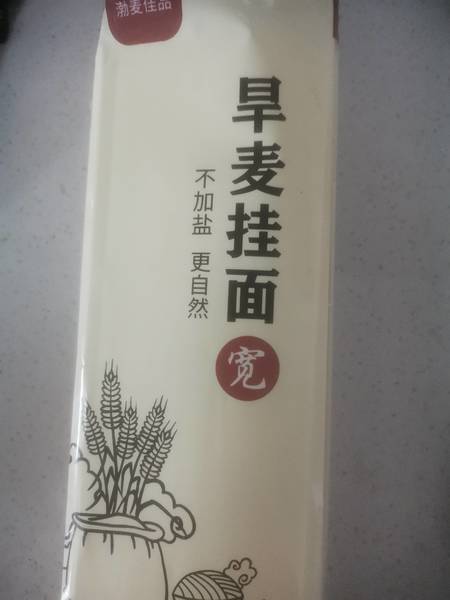 渤麦佳品
旱麦挂面
不加盐 更自然
宽